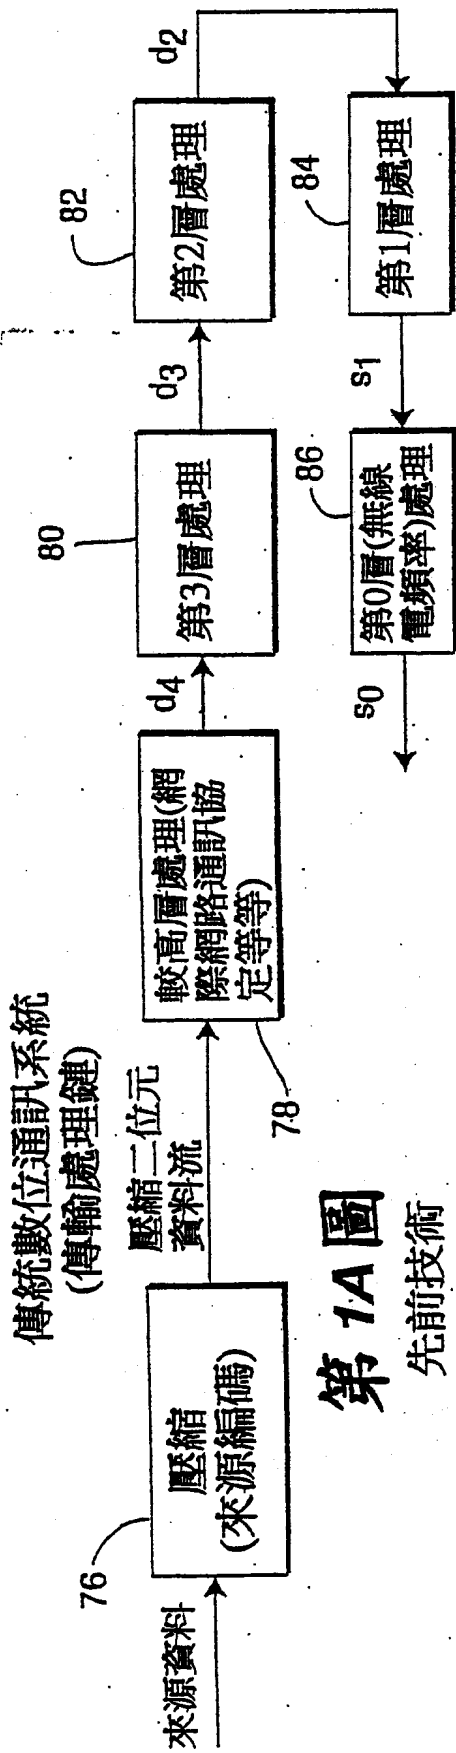 傳統數位通訊系統
(傳輸處理鏈)
來源資料
76
壓縮
(來源編碼)
壓縮二位元
資料流
78
較高層處理(網
際網路通訊協
定等等)
d4
80
第3層處理
d3
82
第2層處理
d2
84
第1層處理
s1
86
第0層(無線
電頻率)處理
s0
第 1A 圖
先前技術